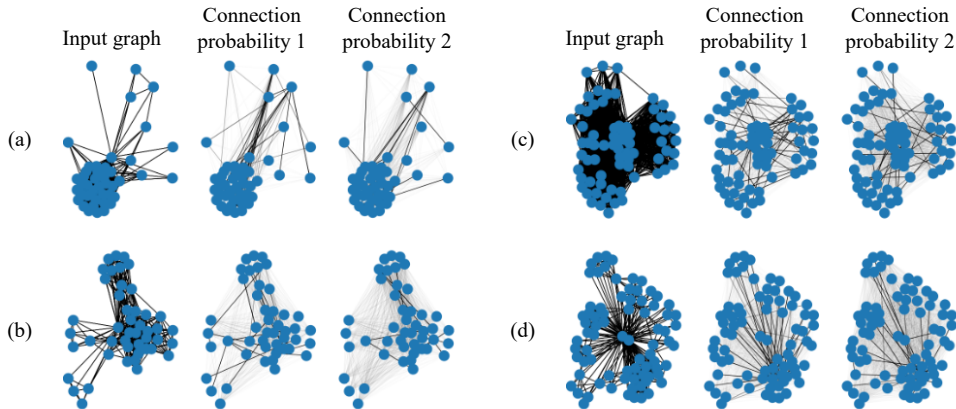 Input graph
Connection
probability 1
Connection
probability 2
Input graph
Connection
probability 1
Connection
probability 2
(a)
(c)
(b)
(d)